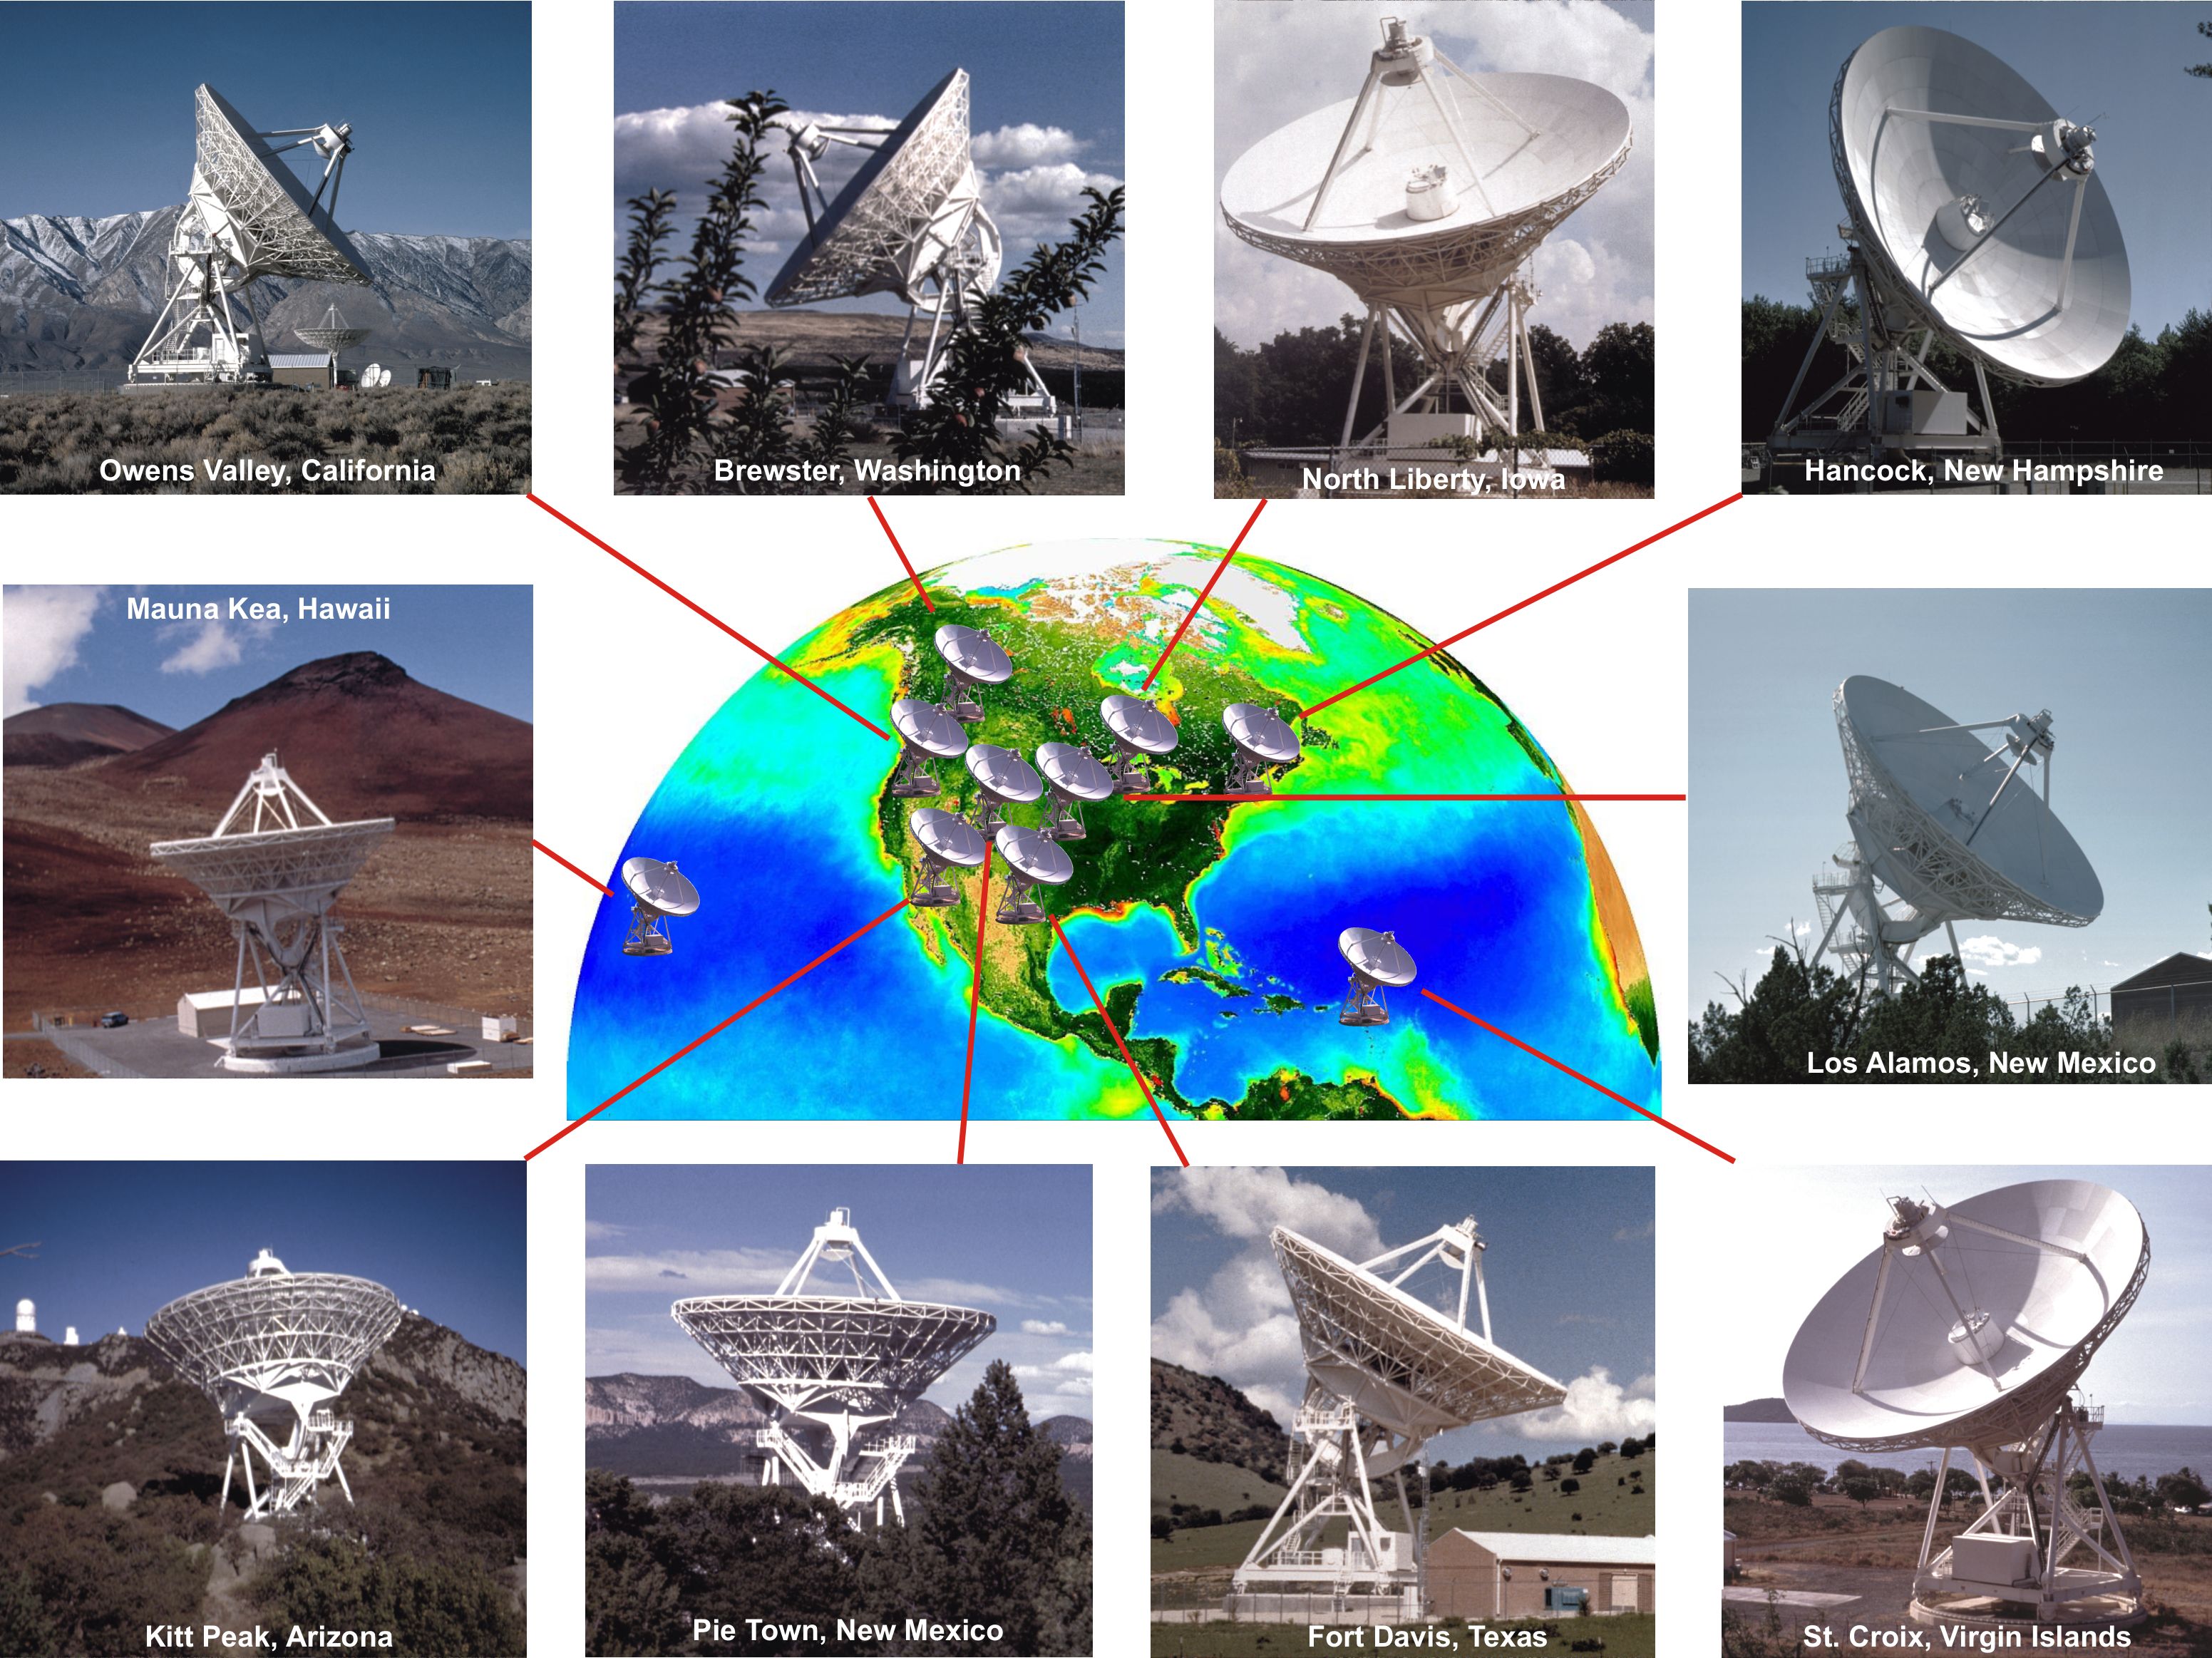 Owens Valley, California
Brewster, Washington
North Liberty, Iowa
Hancock, New Hampshire
Mauna Kea, Hawaii
Los Alamos, New Mexico
Kitt Peak, Arizona
Pie Town, New Mexico
Fort Davis, Texas
St. Croix, Virgin Islands